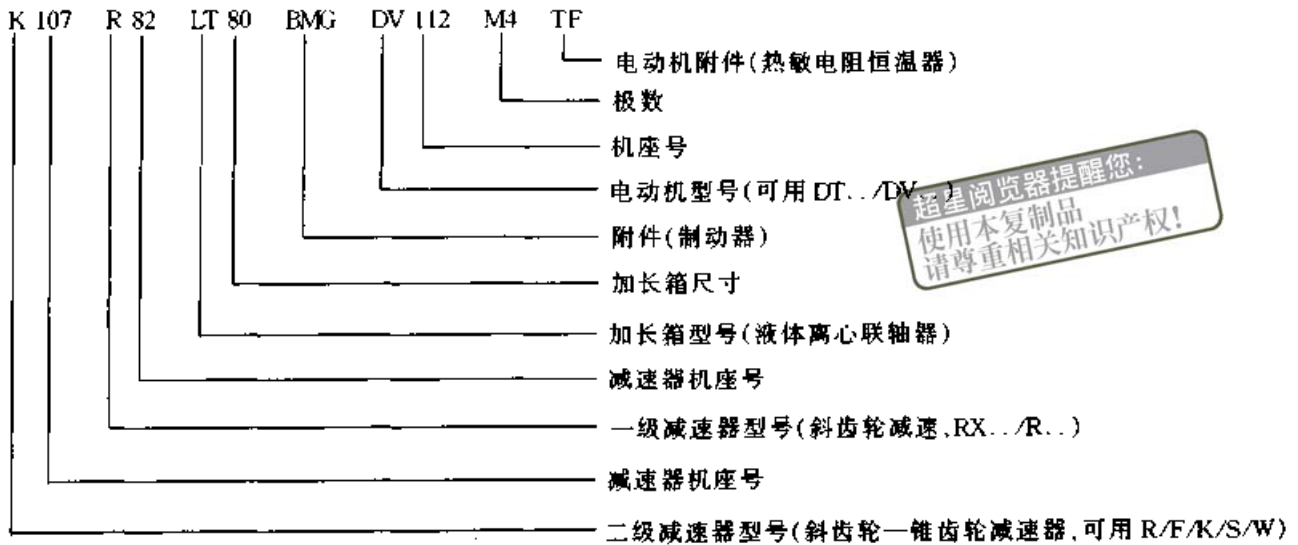 K 107 R 82 LT 80 BMG DV 112 M4 TF
电动机附件(热敏电阻恒温器)
极数
机座号
电动机型号(可用 DT../DV..)
附件(制动器)
加长箱尺寸
加长箱型号(液体离心联轴器)
减速器机座号
一级减速器型号(斜齿轮减速,RX../R..)
减速器机座号
二级减速器型号(斜齿轮—锥齿轮减速器,可用 R/F/K/S/W)
超星阅览器提醒您:
使用本复制品
请尊重相关知识产权!